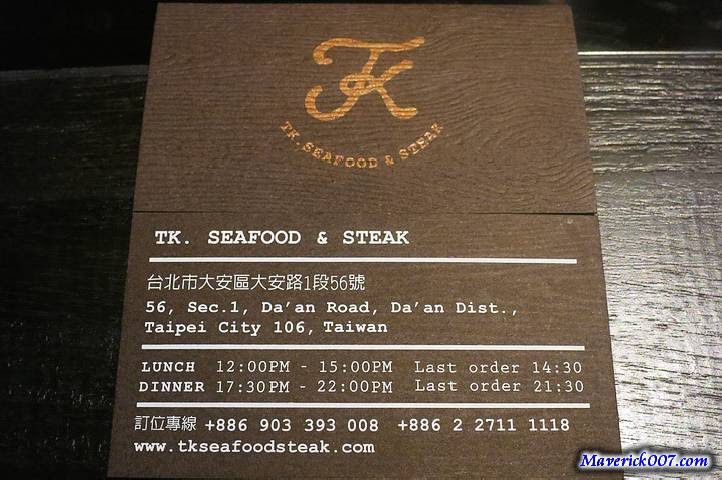 TK
TK. SEAFOOD & STEAK
TK. SEAFOOD & STEAK
台北市大安區大安路1段56號
56, Sec.1, Da'an Road, Da'an Dist.,
Taipei City 106, Taiwan
LUNCH 12:00PM - 15:00PM Last order 14:30
DINNER 17:30PM - 22:00PM Last order 21:30
訂位專線 +886 903 393 008 +886 2 2711 1118
www.tkseafoodsteak.com
Maverick007.com